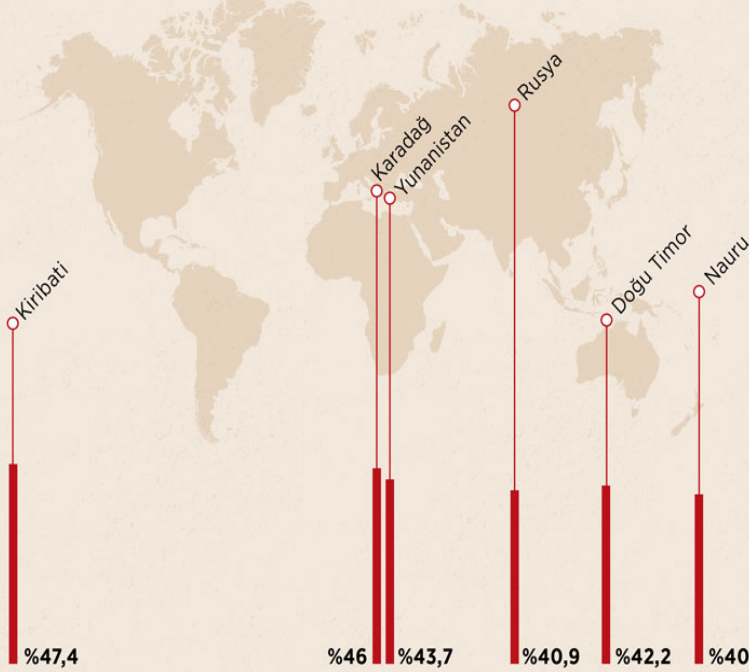 Rusya
Karadağ
Yunanistan
Doğu Timor
Nauru
Kiribati
%47,4
%46
%43,7
%40,9
%42,2
%40